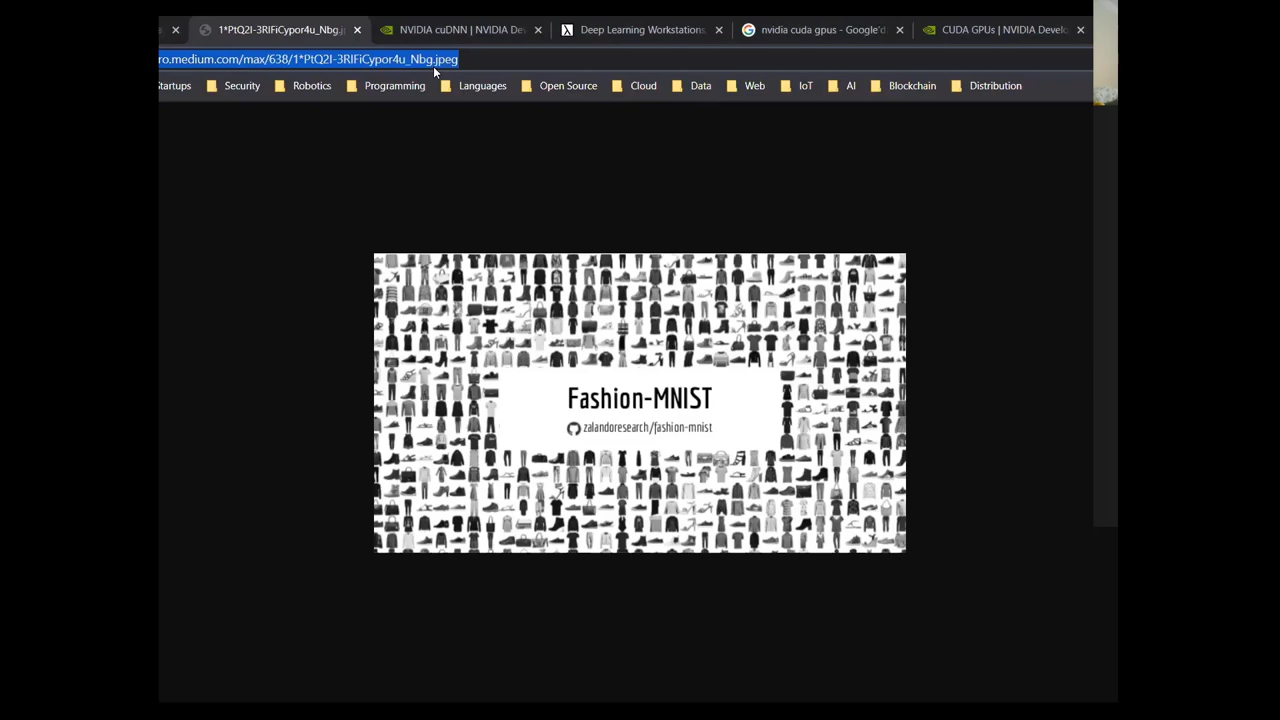 1*PtQ2I-3RIFiCypor4u_Nbg.j
NVIDIA cuDNN | NVIDIA De
Deep Learning Workstations,
nvidia cuda gpus - Google'd
CUDA GPUs | NVIDIA Develo
ro.medium.com/max/638/1*PtQ2I-3RIFiCypor4u_Nbg.jpeg
Startups Security Robotics Programming Languages Open Source Cloud Data Web IoT AI Blockchain Distribution
Fashion-MNIST
zalandoresearch/fashion-mnist